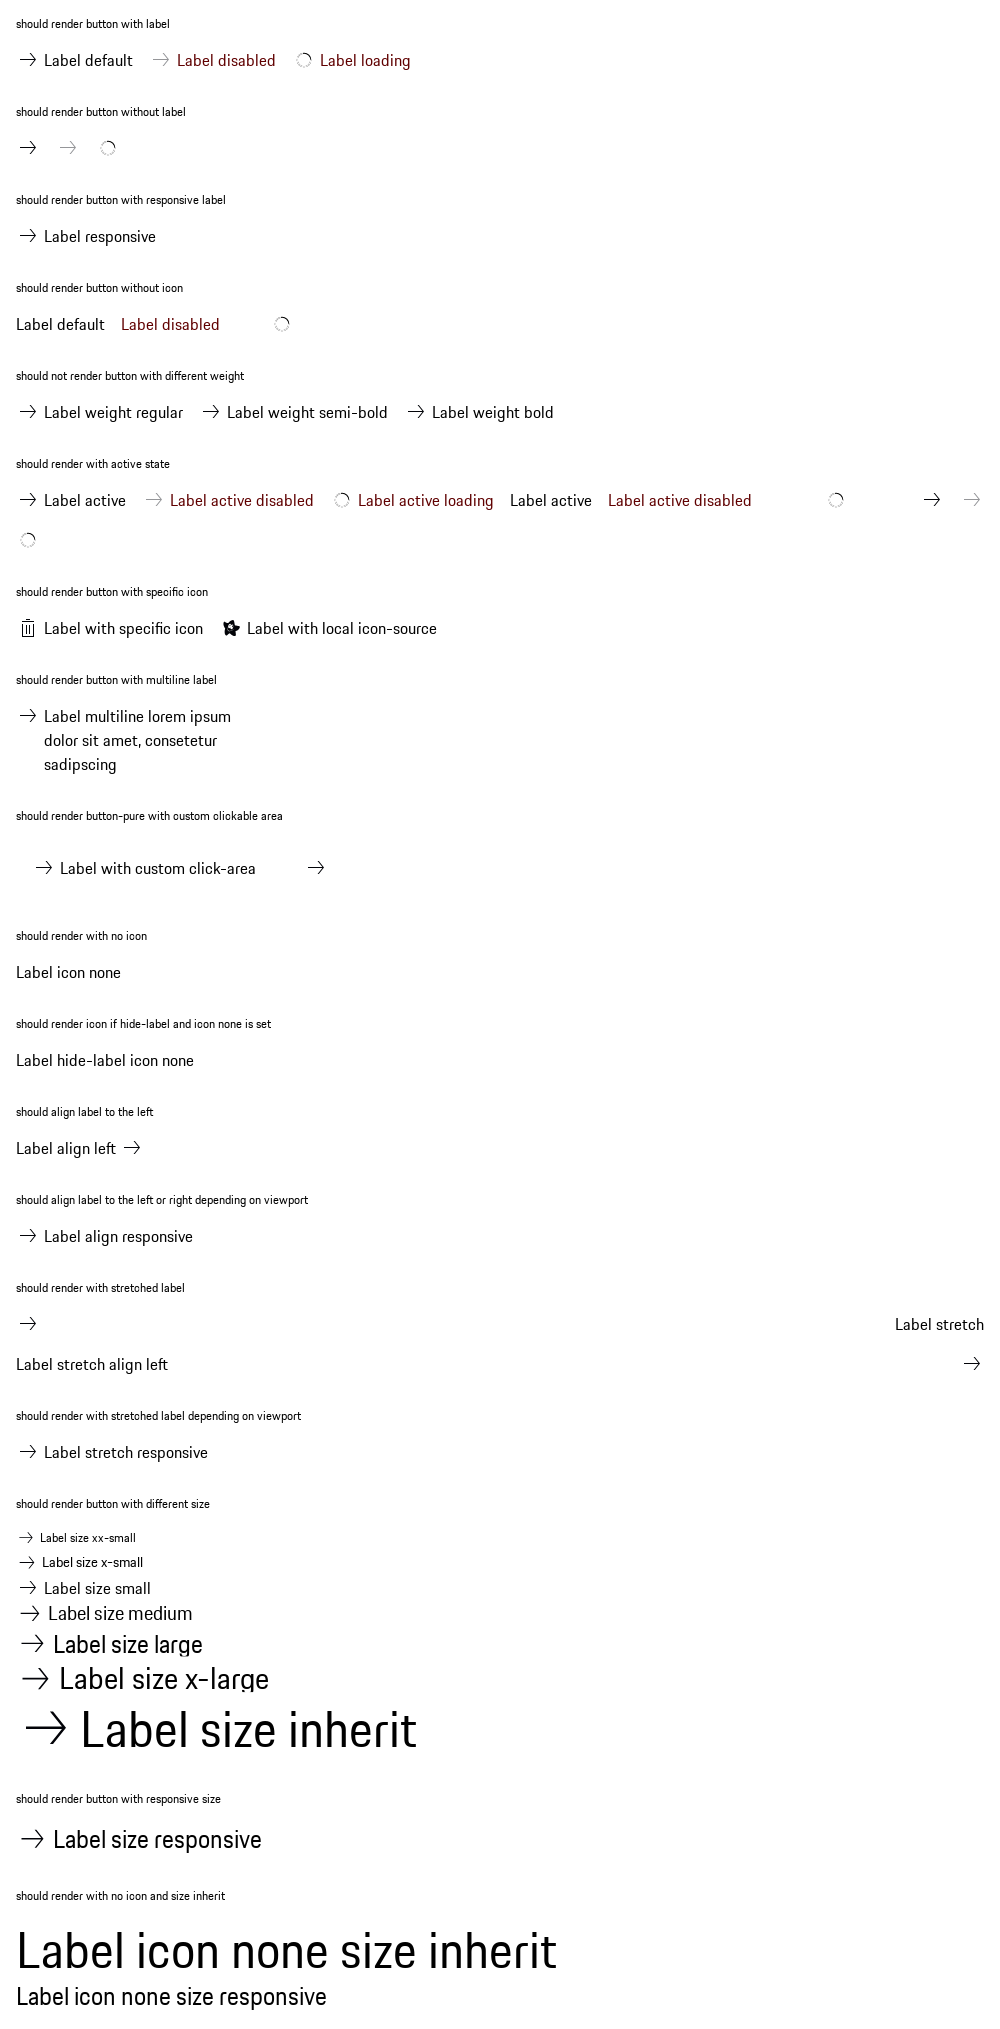 should render button with label
Label default Label disabled Label loading
should render button without label
should render button with responsive label
Label responsive
should render button without icon
Label default Label disabled
should not render button with different weight
Label weight regular Label weight semi-bold Label weight bold
should render with active state
Label active Label active disabled Label active loading Label active Label active disabled
should render button with specific icon
Label with specific icon Label with local icon-source
should render button with multiline label
Label multiline lorem ipsum
dolor sit amet, consetetur
sadipscing
should render button-pure with custom clickable area
Label with custom click-area
should render with no icon
Label icon none
should render icon if hide-label and icon none is set
Label hide-label icon none
should align label to the left
Label align left
should align label to the left or right depending on viewport
Label align responsive
should render with stretched label
Label stretch
Label stretch align left
should render with stretched label depending on viewport
Label stretch responsive
should render button with different size
Label size xx-small
Label size x-small
Label size small
Label size medium
Label size large
Label size x-large
Label size inherit
should render button with responsive size
Label size responsive
should render with no icon and size inherit
Label icon none size inherit
Label icon none size responsive